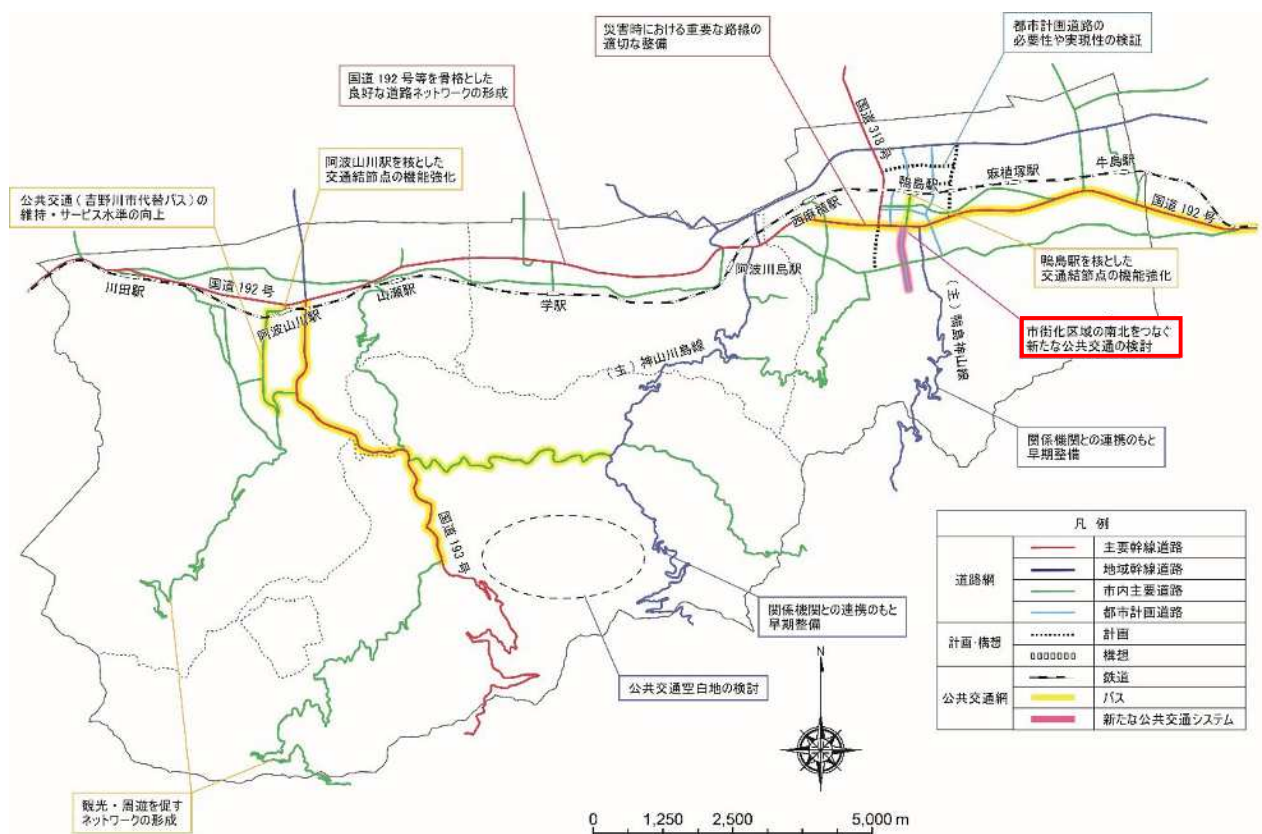 災害時における重要な路線の
適切な整備
都市計画道路の
必要性や実現性の検証
国道 192 号等を骨格とした
良好な道路ネットワークの形成
国道 318 号
阿波山川駅を核とした
交通結節点の機能強化
公共交通(吉野川市代替バス)の
維持・サービス水準の向上
鴨島駅
麻植塚駅
牛島駅
西麻植駅
国道 192 号
阿波川島駅
鴨島駅を核とした
交通結節点の機能強化
川田駅
国道 192 号
山瀬駅
学駅
阿波山川駅
(主)神山川島線
(主)鴨島神山線
市街化区域の南北をつなぐ
新たな公共交通の検討
関係機関との連携のもと
早期整備
国道 193 号
関係機関との連携のもと
早期整備
公共交通空白地の検討
観光・周遊を促す
ネットワークの形成
凡 例
道路網
主要幹線道路
地域幹線道路
市内主要道路
都市計画道路
計画・構想
計画
構想
公共交通網
鉄道
バス
新たな公共交通システム
N
0 1,250 2,500 5,000 m